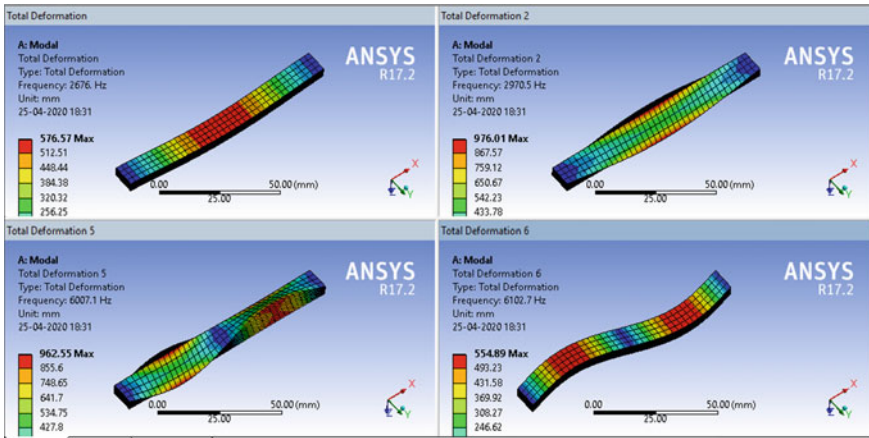 Total Deformation
A: Modal
Total Deformation
Type: Total Deformation
Frequency: 2676. Hz
Unit: mm
25-04-2020 18:31
576.57 Max
512.51
448.44
384.38
320.32
256.25
ANSYS
R17.2
0.00
50.00 (mm)
25.00
X
Y
Z
Total Deformation 2
A: Modal
Total Deformation 2
Type: Total Deformation
Frequency: 2970.5 Hz
Unit: mm
25-04-2020 18:31
976.01 Max
867.57
759.12
650.67
542.23
433.78
ANSYS
R17.2
0.00
50.00 (mm)
25.00
X
Y
Z
Total Deformation 5
A: Modal
Total Deformation 5
Type: Total Deformation
Frequency: 6007.1 Hz
Unit: mm
25-04-2020 18:31
962.55 Max
855.6
748.65
641.7
534.75
427.8
ANSYS
R17.2
0.00
50.00 (mm)
25.00
X
Y
Z
Total Deformation 6
A: Modal
Total Deformation 6
Type: Total Deformation
Frequency: 6102.7 Hz
Unit: mm
25-04-2020 18:31
554.89 Max
493.23
431.58
369.92
308.27
246.62
ANSYS
R17.2
0.00
50.00 (mm)
25.00
X
Y
Z